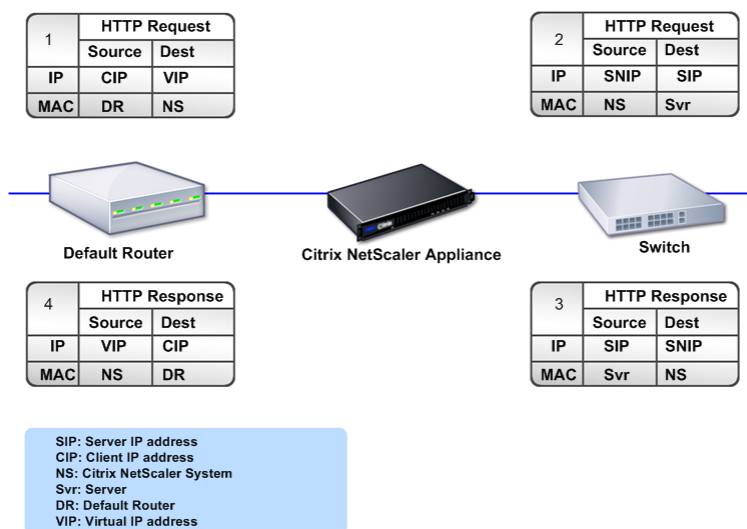 1 HTTP Request
Source Dest
IP CIP VIP
MAC DR NS
2 HTTP Request
Source Dest
IP SNIP SIP
MAC NS Svr
Default Router
Citrix NetScaler Appliance
Switch
4 HTTP Response
Source Dest
IP VIP CIP
MAC NS DR
3 HTTP Response
Source Dest
IP SIP SNIP
MAC Svr NS
SIP: Server IP address
CIP: Client IP address
NS: Citrix NetScaler System
Svr: Server
DR: Default Router
VIP: Virtual IP address